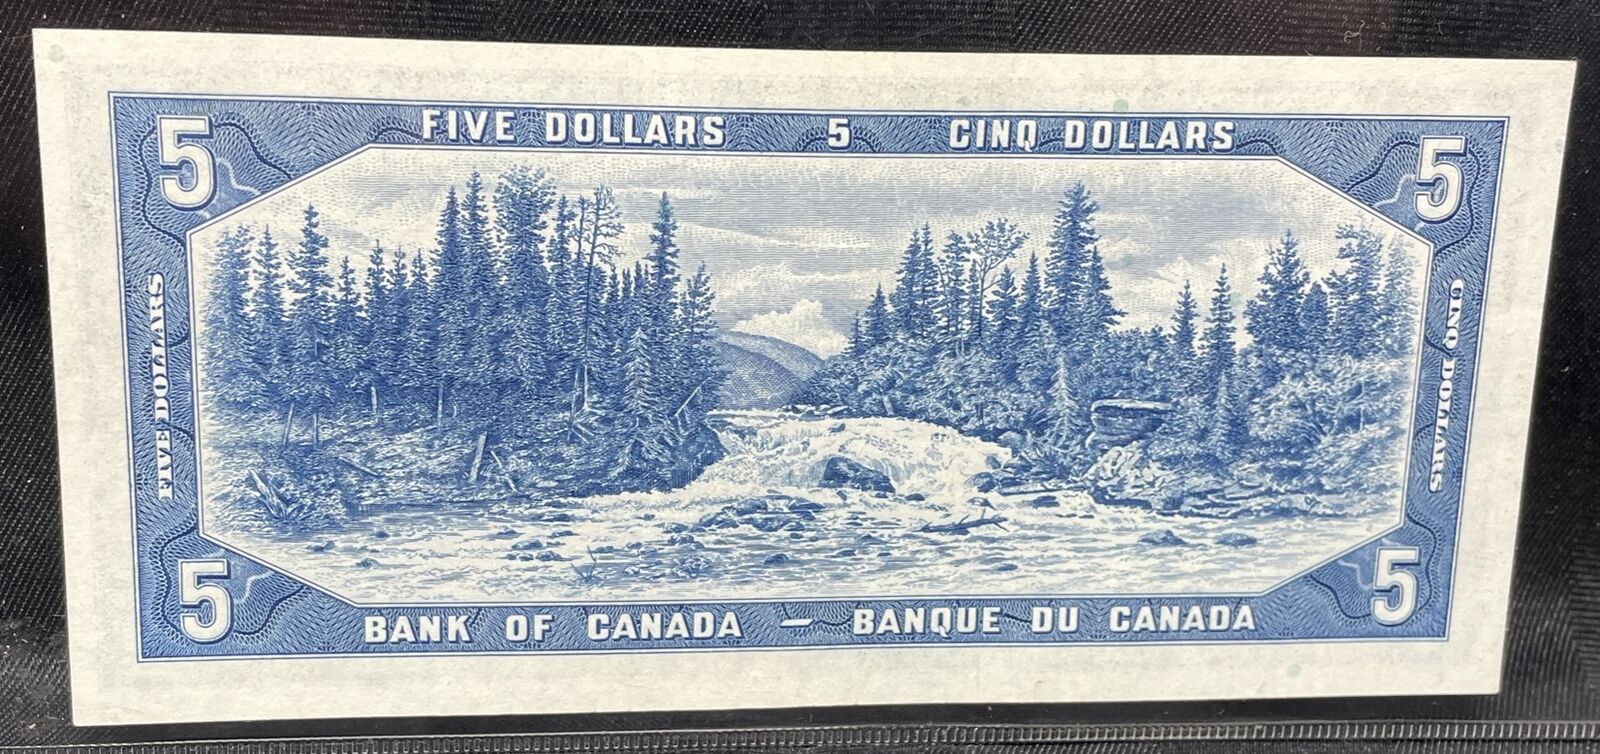 5 FIVE DOLLARS 5 CINQ DOLLARS 5
FIVE DOLLARS
CINQ DOLLARS
5 BANK OF CANADA – BANQUE DU CANADA 5